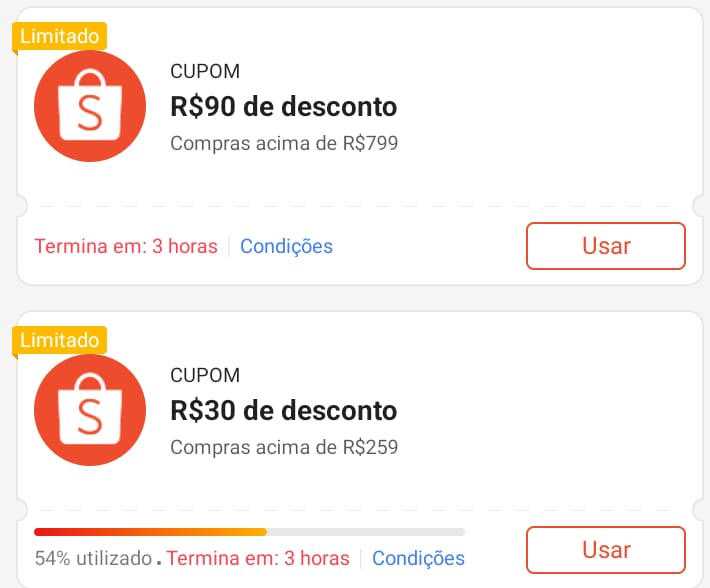 Limitado
S
CUPOM
R$90 de desconto
Compras acima de R$799
Termina em: 3 horas | Condições
Usar
Limitado
S
CUPOM
R$30 de desconto
Compras acima de R$259
54% utilizado . Termina em: 3 horas | Condições
Usar